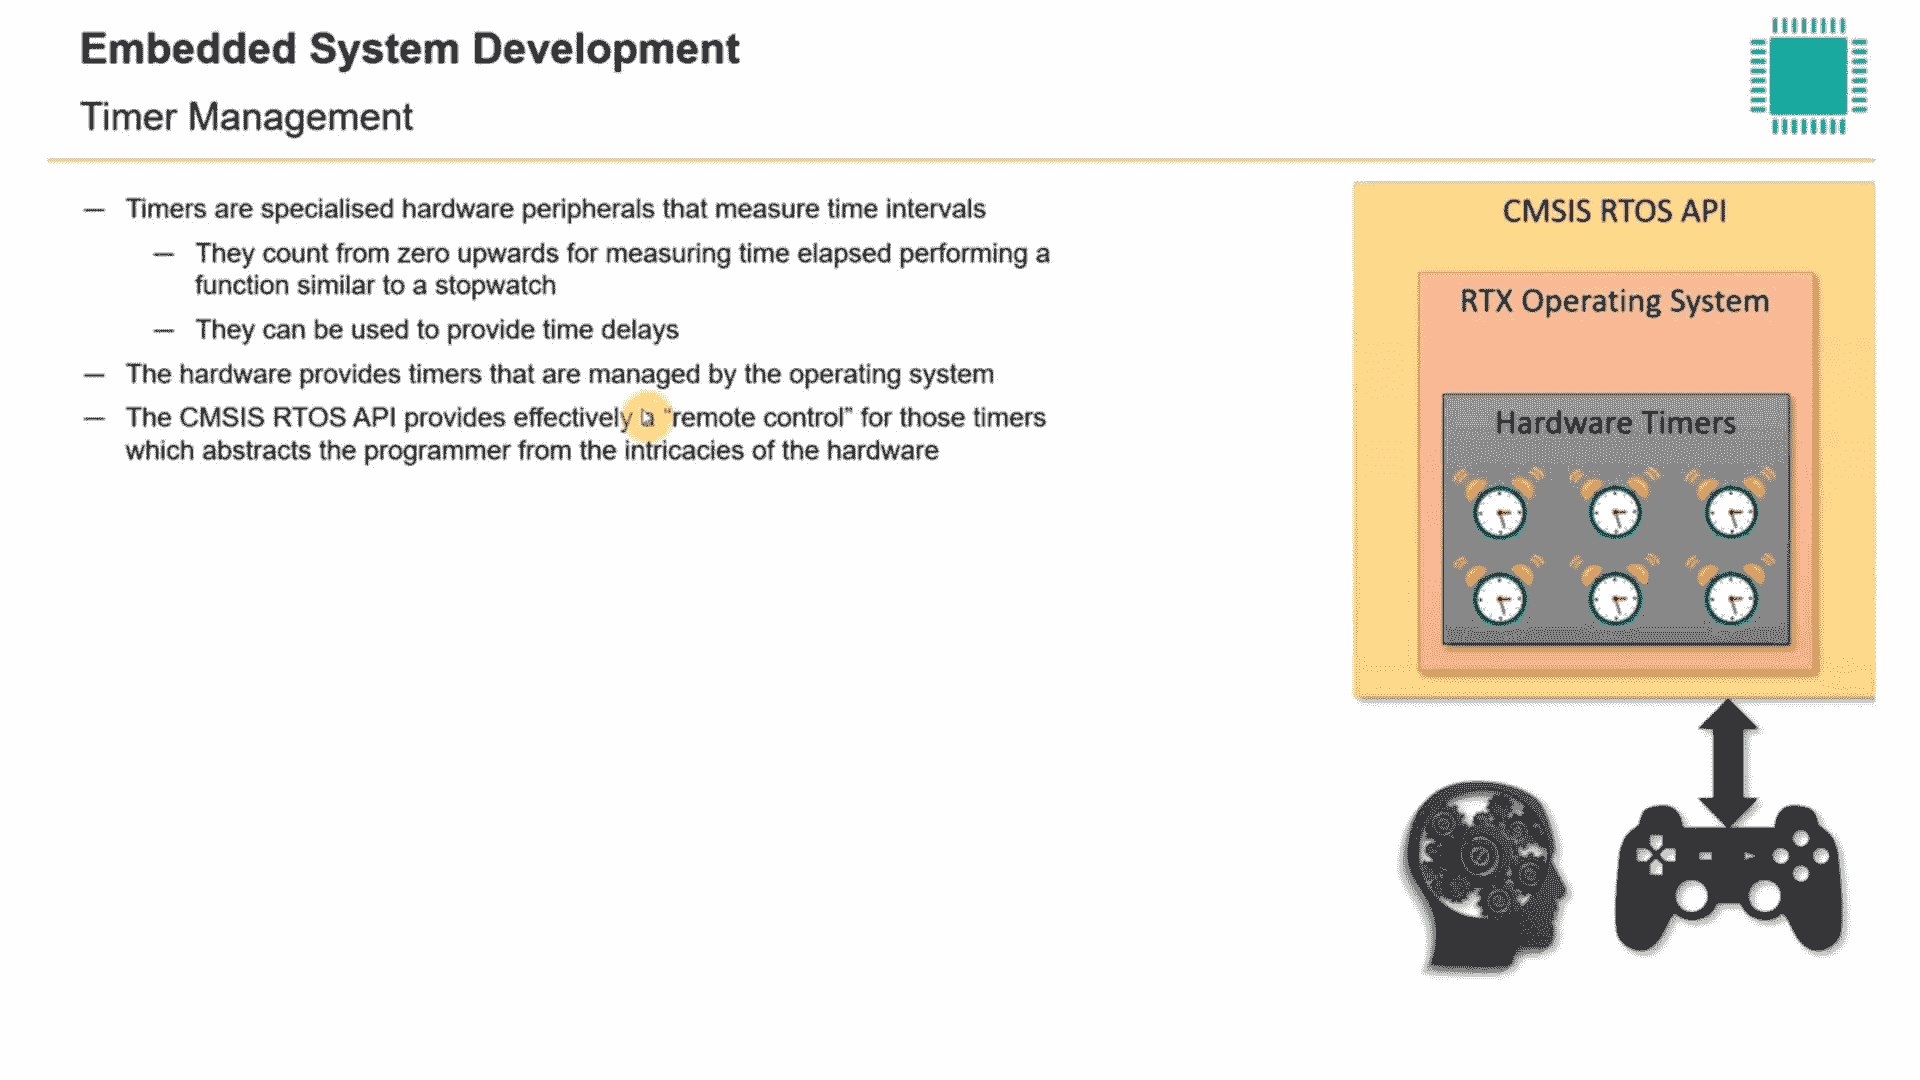 Embedded System Development
Timer Management
— Timers are specialised hardware peripherals that measure time intervals
— They count from zero upwards for measuring time elapsed performing a
function similar to a stopwatch
— They can be used to provide time delays
— The hardware provides timers that are managed by the operating system
— The CMSIS RTOS API provides effectively a “remote control” for those timers
which abstracts the programmer from the intricacies of the hardware
CMSIS RTOS API
RTX Operating System
Hardware Timers